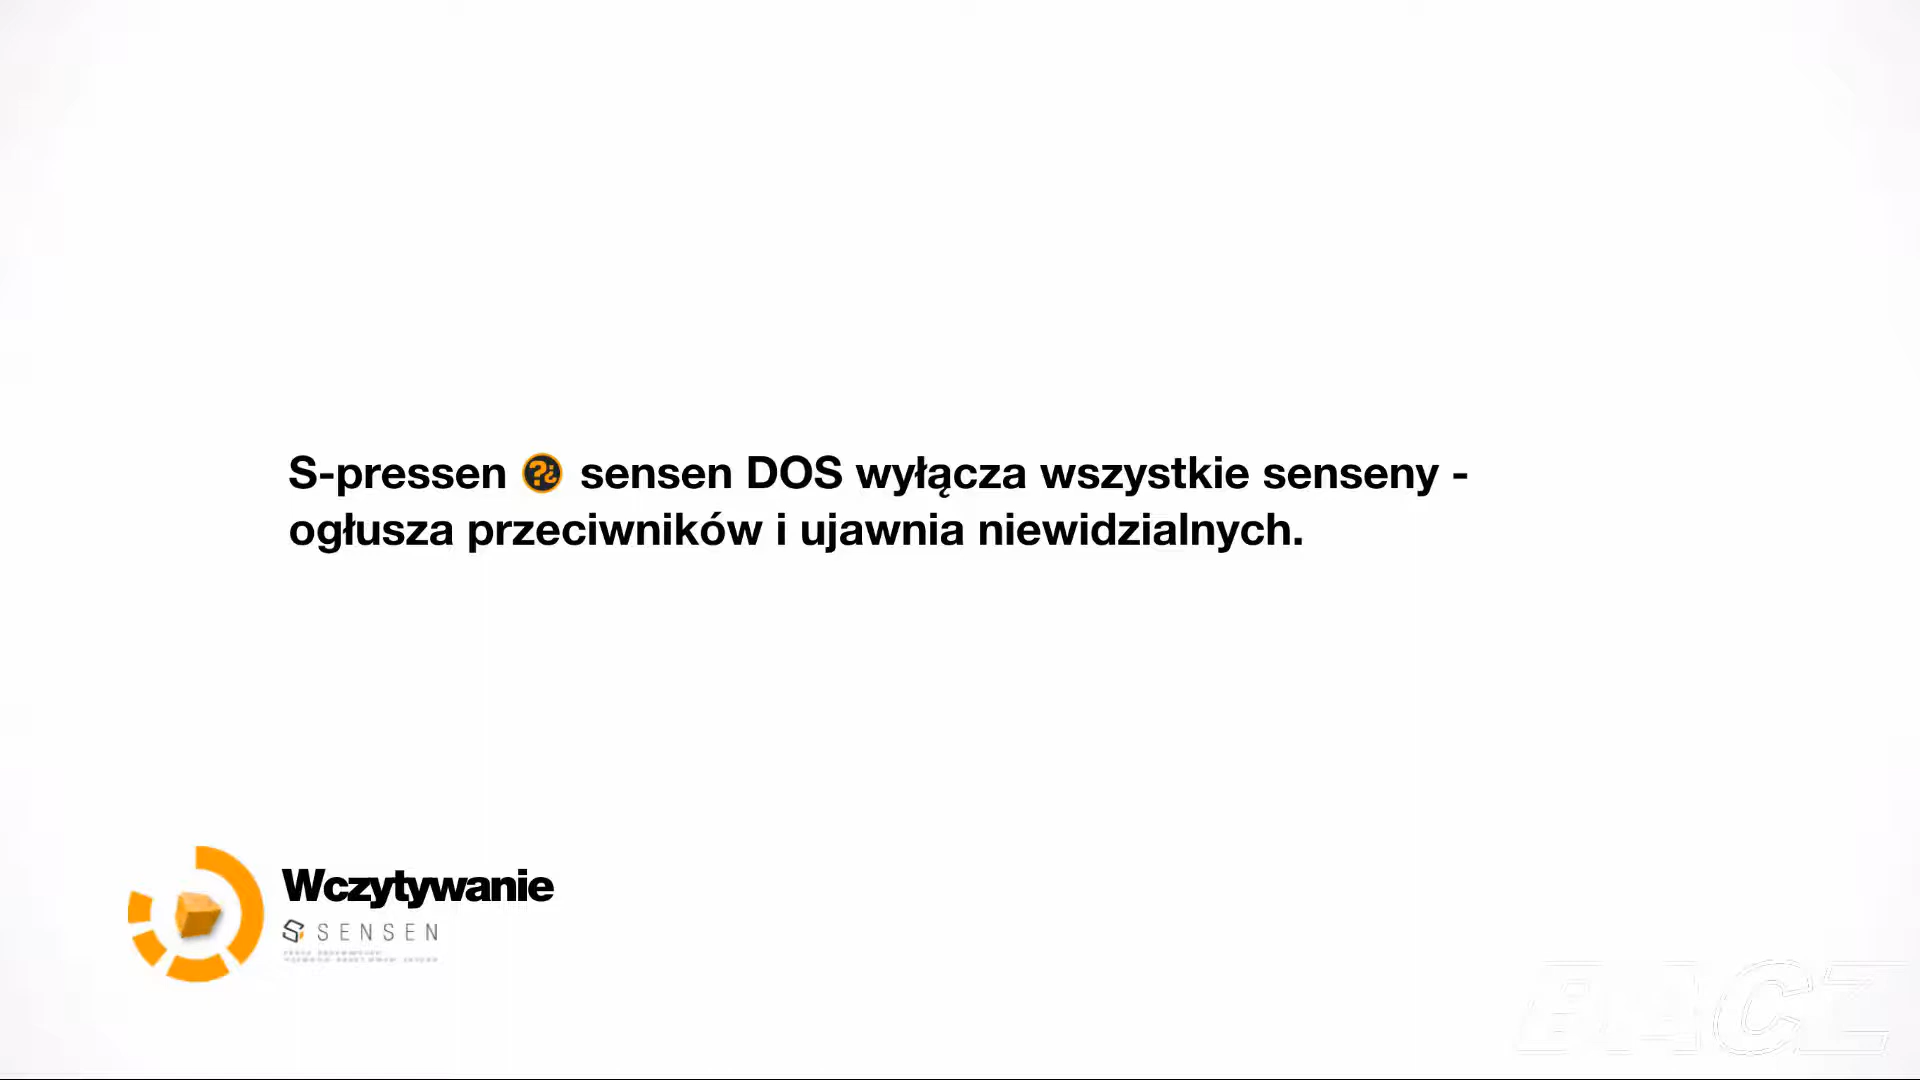 S-pressen sensen DOS wyłącza wszystkie senseny -
ogłusza przeciwników i ujawnia niewidzialnych.
Wczytywanie
SENSEN